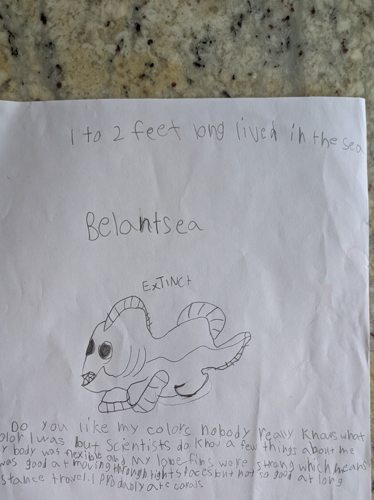 1 to 2 feet long lived in the sea
Belantsea
EXTINCt
Do you like my colors nobody really knows what
olor I was but scientists do know a few things about me
y body was flexible and my lobe fins were strong which means
was good at moving through tight spaces but not so good at long
stance travel. I probably ate corals